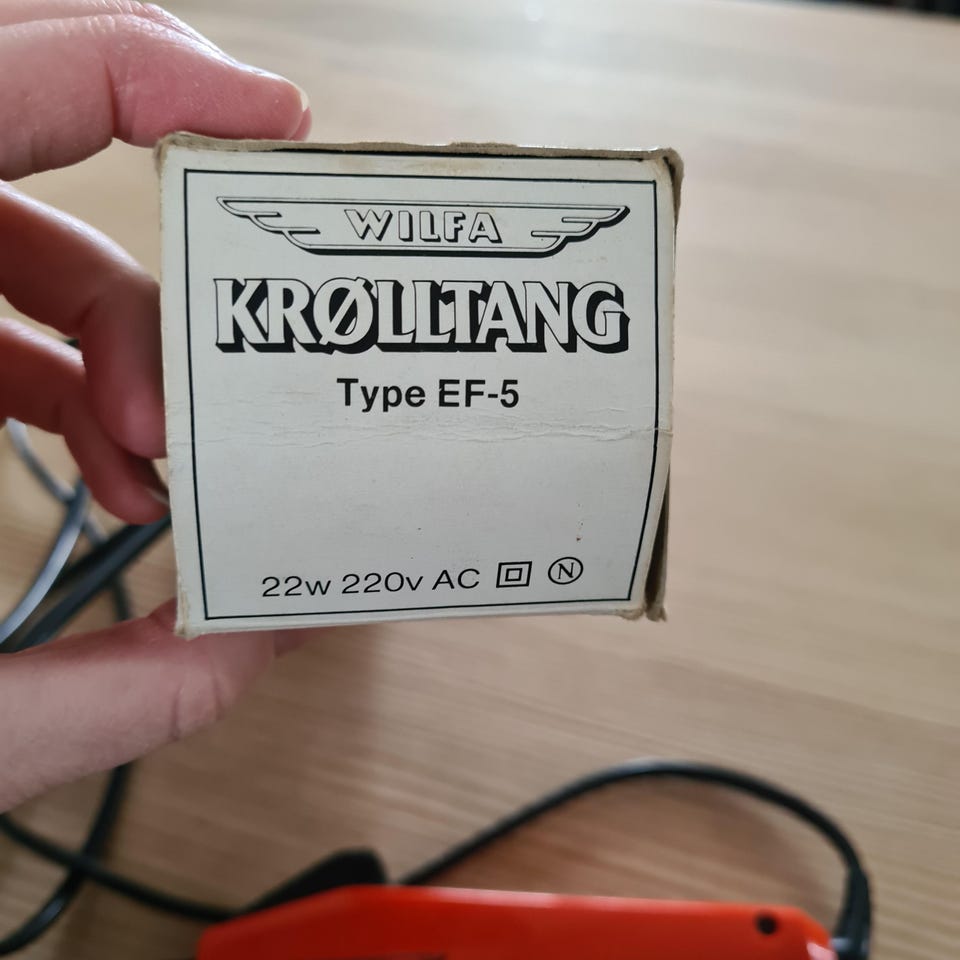 WILFA
KRØLLTANG
Type EF-5
22w 220v AC N